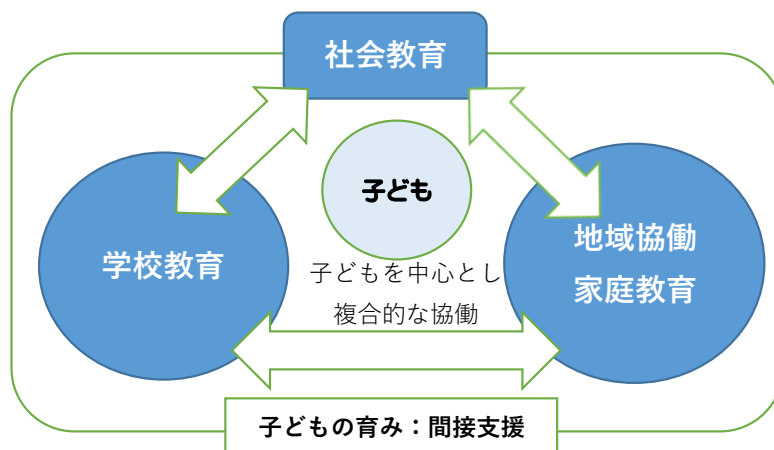 社会教育
子ども
学校教育
地域協働
家庭教育
子どもを中心とし
複合的な協働
子どもの育み：間接支援